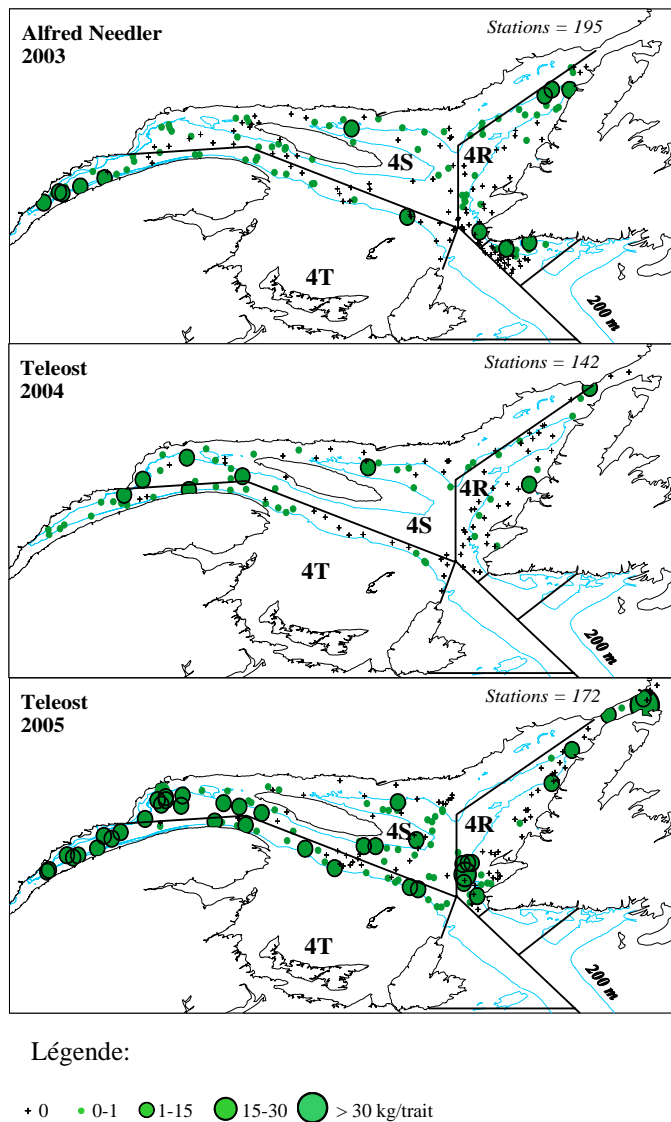 Alfred Needler
2003
Stations = 195
4S
4R
4T
200 m
Teleost
2004
Stations = 142
4R
4S
4T
200 m
Teleost
2005
Stations = 172
4R
4S
4T
200 m
Légende:
0 0-1 1-15 15-30 > 30 kg/trait